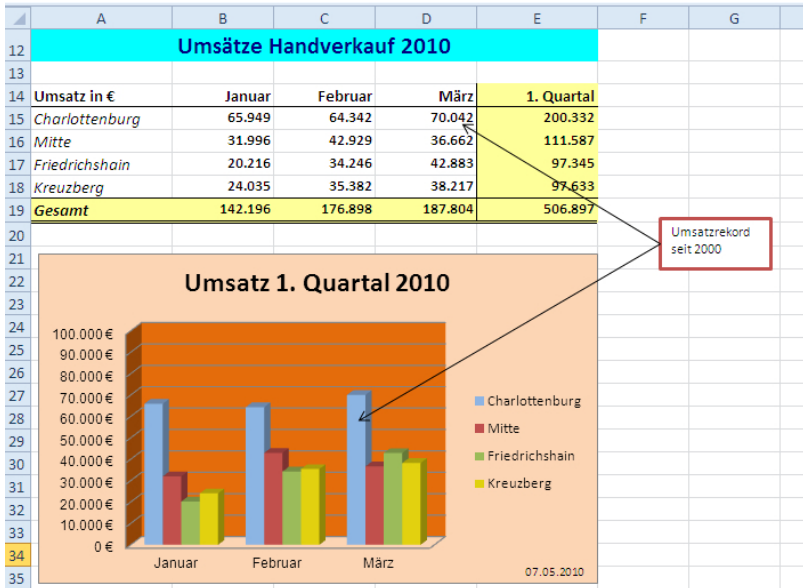 A B C D E F G
12 Umsätze Handverkauf 2010
13
14 Umsatz in € Januar Februar März 1. Quartal
15 Charlottenburg 65.949 64.342 70.042 200.332
16 Mitte 31.996 42.929 36.662 111.587
17 Friedrichshain 20.216 34.246 42.883 97.345
18 Kreuzberg 24.035 35.382 38.217 97.633
19 Gesamt 142.196 176.898 187.804 506.897
20
21
22
23
24
25
26
27
28
29
30
31
32
33
34
35
Umsatzrekord
seit 2000
Umsatz 1. Quartal 2010
100.000 €
90.000 €
80.000 €
70.000 €
60.000 €
50.000 €
40.000 €
30.000 €
20.000 €
10.000 €
0 €
Januar Februar März
Charlottenburg
Mitte
Friedrichshain
Kreuzberg
07.05.2010